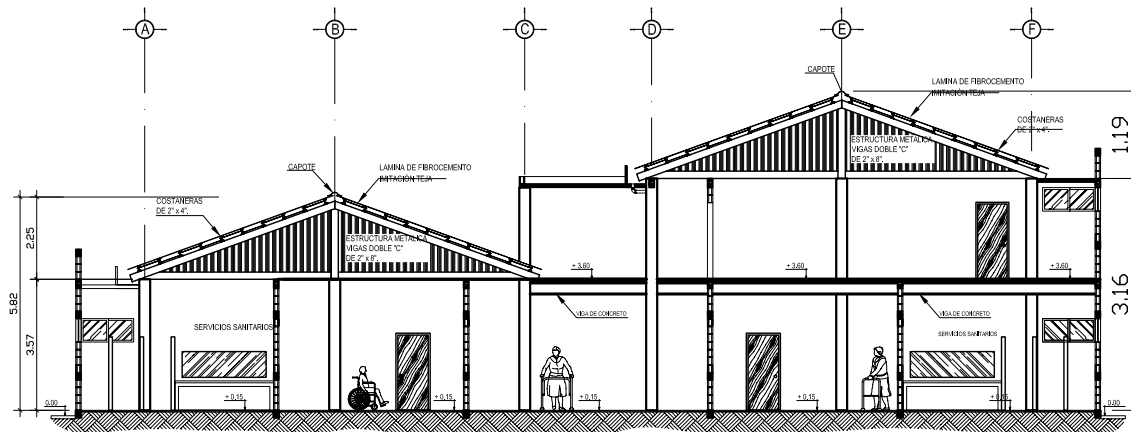 A
B
C
D
E
F
CAPOTE
LAMINA DE FIBROCEMENTO
IMITACIÓN TEJA
COSTANERAS
DE 2" x 4".
ESTRUCTURA METALICA
VIGAS DOBLE "C"
DE 2" x 8".
1.19
CAPOTE
LAMINA DE FIBROCEMENTO
IMITACIÓN TEJA
COSTANERAS
DE 2" x 4".
ESTRUCTURA METALICA
VIGAS DOBLE "C"
DE 2" x 8".
2.25
+ 3.60
+ 3.60
+ 3.60
5.82
3.57
3.16
VIGA DE CONCRETO
VIGA DE CONCRETO
SERVICIOS SANITARIOS
SERVICIOS SANITARIOS
0.00
+ 0.15
+ 0.15
+ 0.15
+ 0.15
+ 0.15
0.00